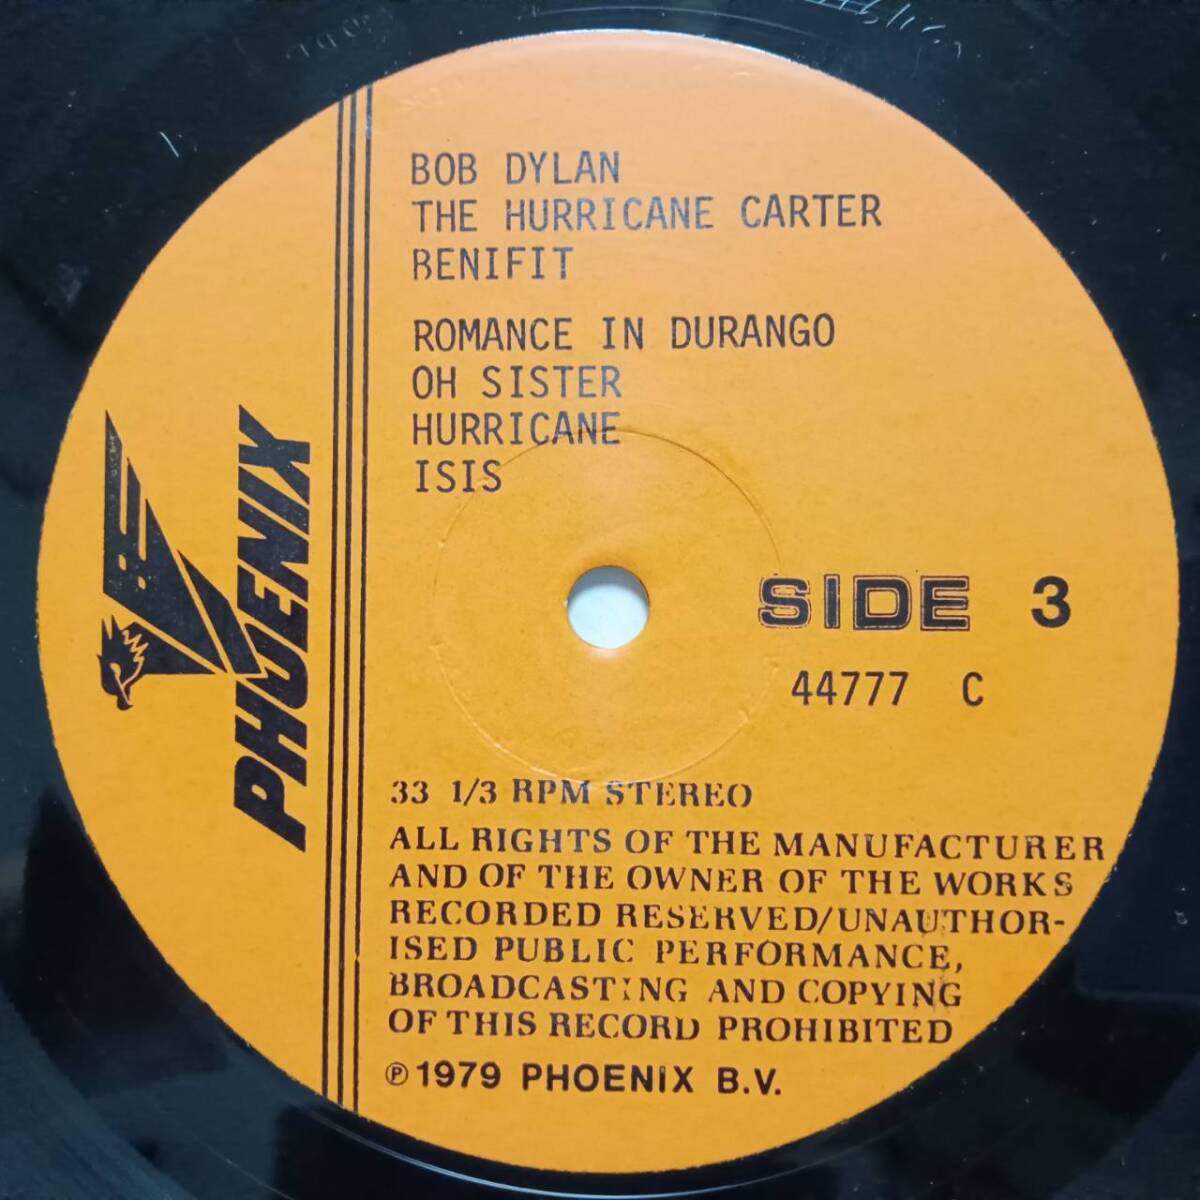 BOB DYLAN
THE HURRICANE CARTER
BENIFIT
ROMANCE IN DURANGO
OH SISTER
HURRICANE
ISIS
PHOENIX
SIDE 3
44777 C
33 1/3 RPM STEREO
ALL RIGHTS OF THE MANUFACTURER
AND OF THE OWNER OF THE WORKS
RECORDED RESERVED/UNAUTHOR-
ISED PUBLIC PERFORMANCE,
BROADCASTING AND COPYING
OF THIS RECORD PROHIBITED
℗ 1979 PHOENIX B.V.